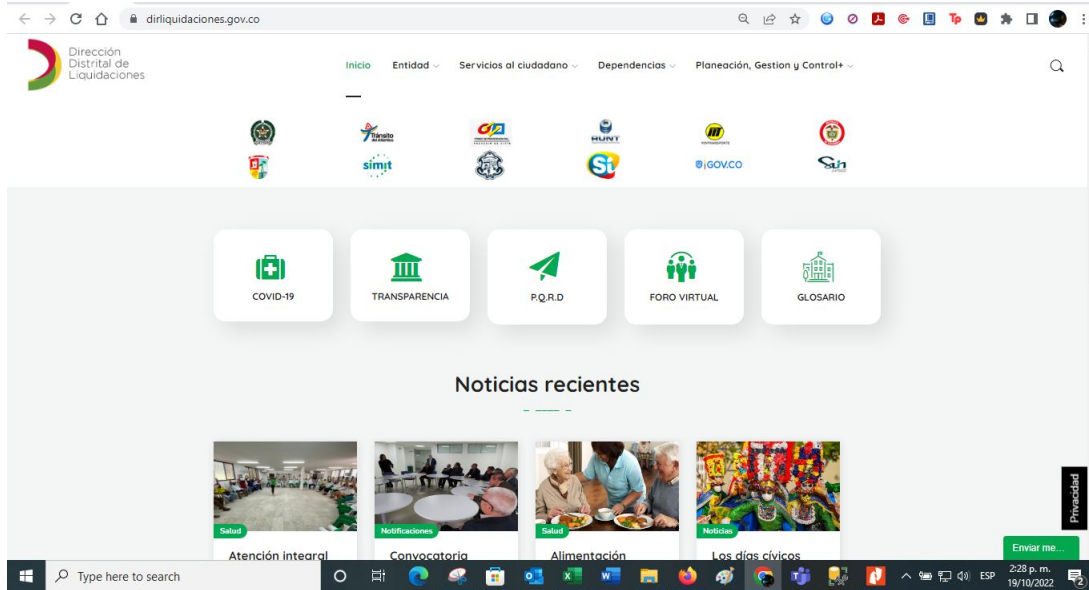 dirliquidaciones.gov.co
Dirección
Distrital de
Liquidaciones
Inicio
Entidad
Servicios al ciudadano
Dependencias
Planeación, Gestion y Control+
Tránsito
RUNT
simit
GOV.CO
COVID-19
TRANSPARENCIA
P.Q.R.D
FORO VIRTUAL
GLOSARIO
Noticias recientes
Salud
Notificaciones
Salud
Noticias
Atención integral
Convocatoria
Alimentación
Los días cívicos
Privacidad
Enviar me...
Type here to search
ESP
2:28 p. m.
19/10/2022